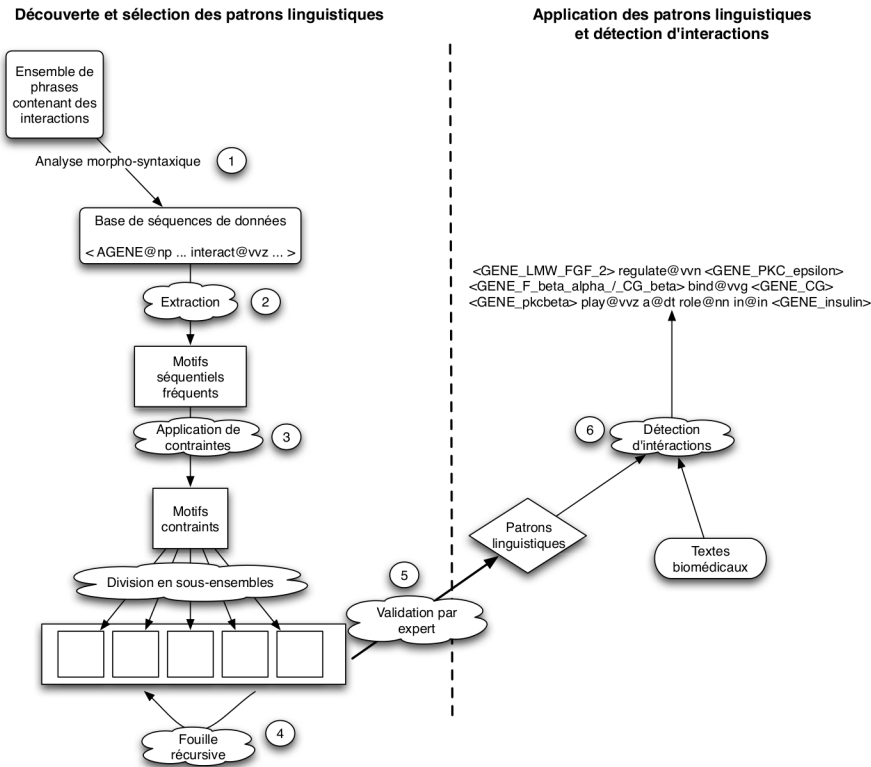 Découverte et sélection des patrons linguistiques
Application des patrons linguistiques
et détection d'interactions
Ensemble de
phrases
contenant des
interactions
Analyse morpho-syntaxique
1
Base de séquences de données
< AGENE@np ... interact@vvz ... >
Extraction
2
Motifs
séquentiels
fréquents
Application de
contraintes
3
Motifs
contraints
Division en sous-ensembles
5
Validation par
expert
Fouille
récursive
4
<GENE_LMW_FGF_2> regulate@vvn <GENE_PKC_epsilon>
<GENE_F_beta_alpha_/_CG_beta> bind@vvg <GENE_CG>
<GENE_pkcbeta> play@vvz a@dt role@nn in@in <GENE_insulin>
6
Détection
d'intéractions
Patrons
linguistiques
Textes
biomédicaux